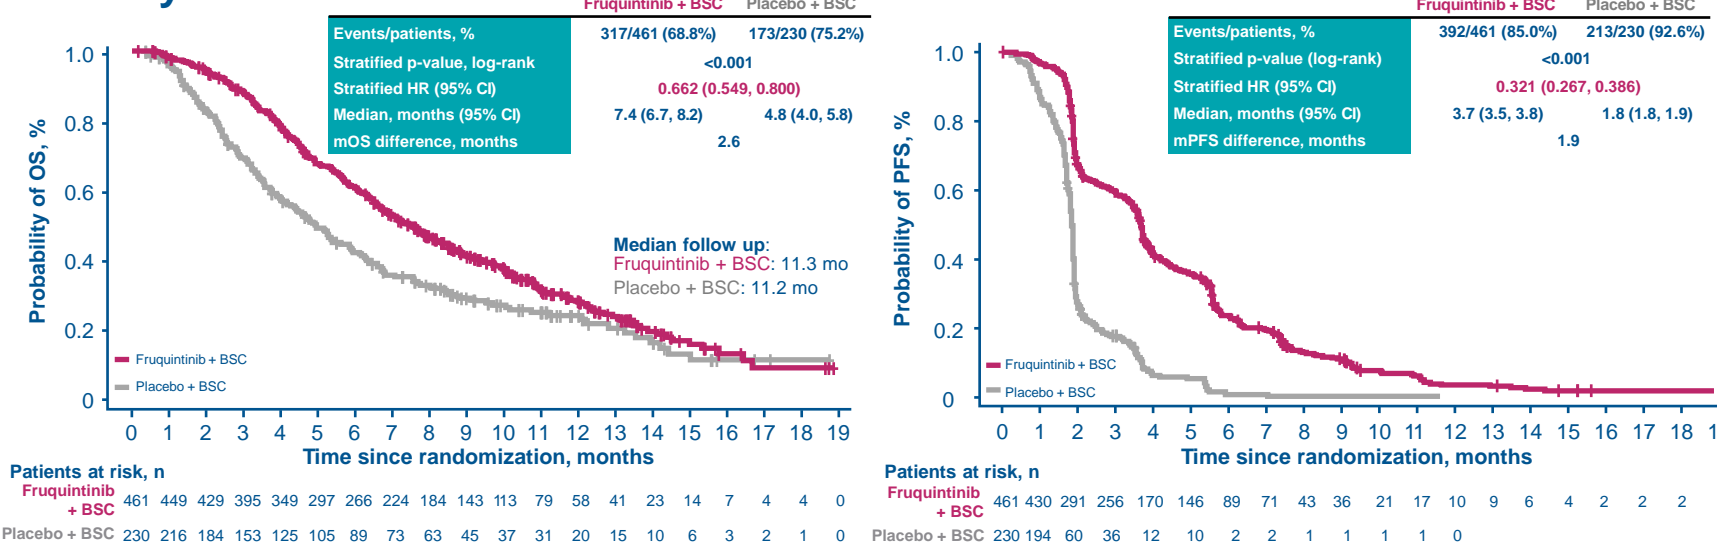 Fruquintinib + BSC Placebo + BSC
Events/patients, % 317/461 (68.8%) 173/230 (75.2%)
Stratified p-value, log-rank <0.001
Stratified HR (95% CI) 0.662 (0.549, 0.800)
Median, months (95% CI) 7.4 (6.7, 8.2) 4.8 (4.0, 5.8)
mOS difference, months 2.6
Probability of OS, %
1.0
0.8
0.6
0.4
0.2
0
Median follow up:
Fruquintinib + BSC: 11.3 mo
Placebo + BSC: 11.2 mo
Fruquintinib + BSC
Placebo + BSC
0 1 2 3 4 5 6 7 8 9 10 11 12 13 14 15 16 17 18 19
Time since randomization, months
Patients at risk, n
Fruquintinib
+ BSC
461 449 429 395 349 297 266 224 184 143 113 79 58 41 23 14 7 4 4 0
Placebo + BSC 230 216 184 153 125 105 89 73 63 45 37 31 20 15 10 6 3 2 1 0
Fruquintinib + BSC Placebo + BSC
Events/patients, % 392/461 (85.0%) 213/230 (92.6%)
Stratified p-value (log-rank) <0.001
Stratified HR (95% CI) 0.321 (0.267, 0.386)
Median, months (95% CI) 3.7 (3.5, 3.8) 1.8 (1.8, 1.9)
mPFS difference, months 1.9
Probability of PFS, %
1.0
0.8
0.6
0.4
0.2
0
Fruquintinib + BSC
Placebo + BSC
0 1 2 3 4 5 6 7 8 9 10 11 12 13 14 15 16 17 18 1
Time since randomization, months
Patients at risk, n
Fruquintinib
+ BSC
461 430 291 256 170 146 89 71 43 36 21 17 10 9 6 4 2 2 2
Placebo + BSC 230 194 60 36 12 10 2 2 1 1 1 1 0